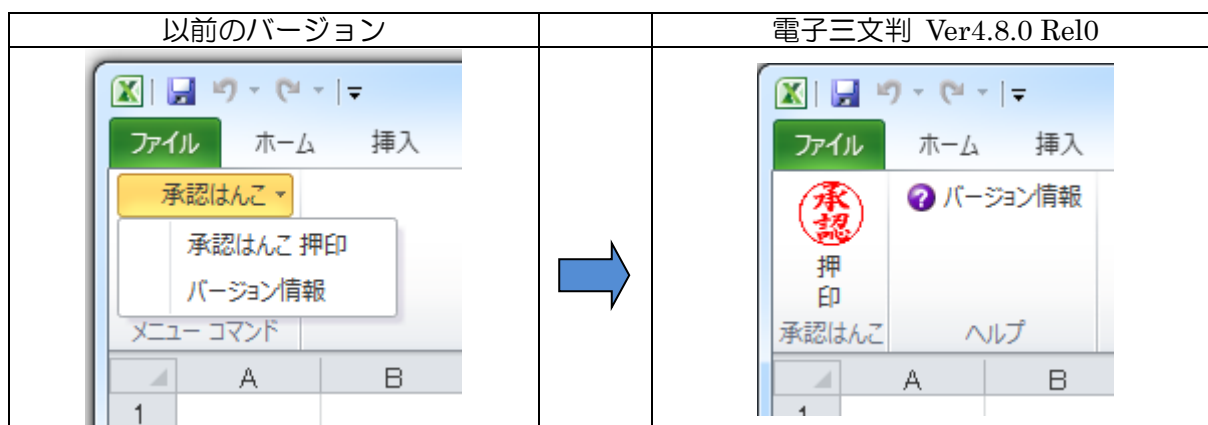 以前のバージョン
電子三文判 Ver4.8.0 Rel0
ファイル ホーム 挿入
承認はんこ
承認はんこ 押印
バージョン情報
メニュー コマンド
A B
1
ファイル ホーム 挿入
承認
押
印
バージョン情報
承認はんこ ヘルプ
A B
1